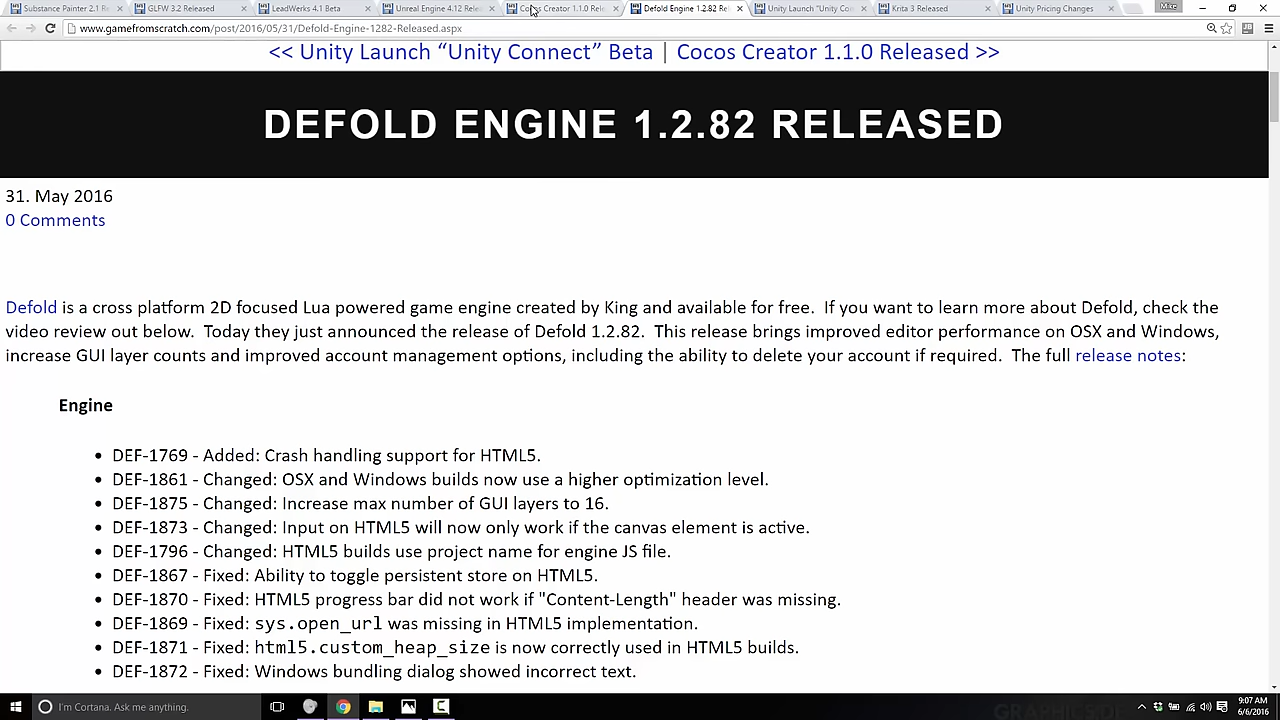 Substance Painter 2.1 R
GLFW 3.2 Released
LeadWerks 4.1 Beta
Unreal Engine 4.12 Relea
Cocos Creator 1.1.0 Rele
Defold Engine 1.2.82 Re
Unity Launch "Unity Con
Krita 3 Released
Unity Pricing Changes
Mike
www.gamefromscratch.com/post/2016/05/31/Defold-Engine-1282-Released.aspx
<< Unity Launch “Unity Connect” Beta | Cocos Creator 1.1.0 Released >>
DEFOLD ENGINE 1.2.82 RELEASED
31. May 2016
0 Comments
Defold is a cross platform 2D focused Lua powered game engine created by King and available for free.  If you want to learn more about Defold, check the
video review out below.  Today they just announced the release of Defold 1.2.82.  This release brings improved editor performance on OSX and Windows,
increase GUI layer counts and improved account management options, including the ability to delete your account if required.  The full release notes:
Engine
• DEF-1769 - Added: Crash handling support for HTML5.
• DEF-1861 - Changed: OSX and Windows builds now use a higher optimization level.
• DEF-1875 - Changed: Increase max number of GUI layers to 16.
• DEF-1873 - Changed: Input on HTML5 will now only work if the canvas element is active.
• DEF-1796 - Changed: HTML5 builds use project name for engine JS file.
• DEF-1867 - Fixed: Ability to toggle persistent store on HTML5.
• DEF-1870 - Fixed: HTML5 progress bar did not work if "Content-Length" header was missing.
• DEF-1869 - Fixed: sys.open_url was missing in HTML5 implementation.
• DEF-1871 - Fixed: html5.custom_heap_size is now correctly used in HTML5 builds.
• DEF-1872 - Fixed: Windows bundling dialog showed incorrect text.
I'm Cortana. Ask me anything.
9:07 AM
6/6/2016